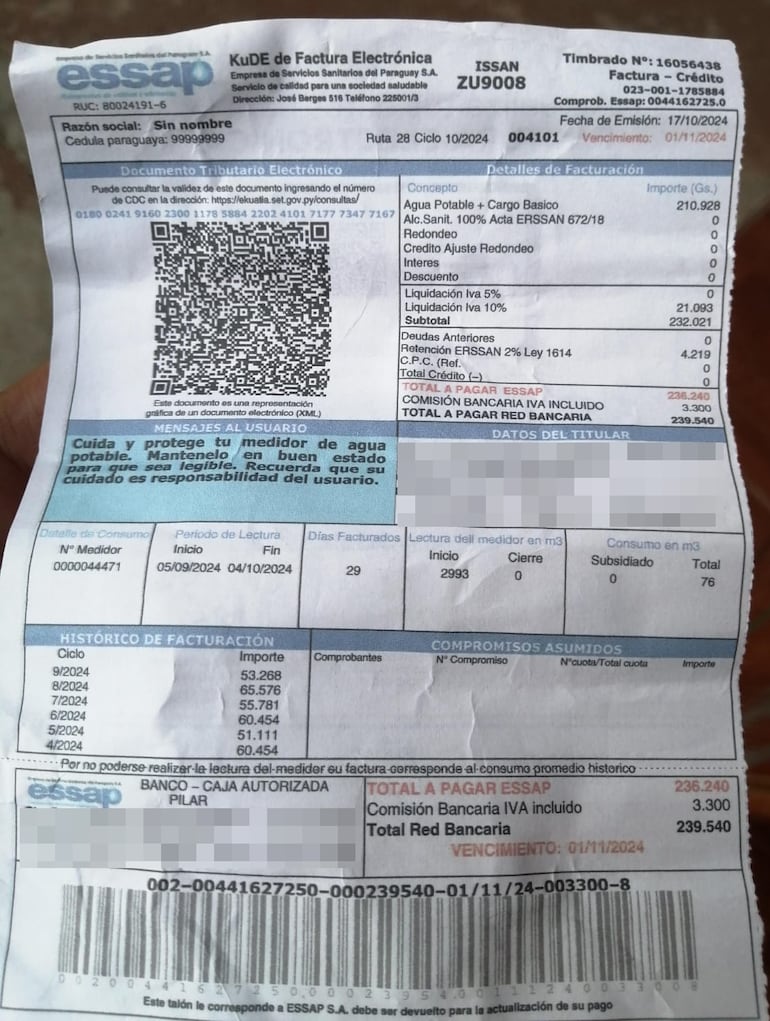 Empresa de Servicios Sanitarios del Paraguay S.A.
essap
RUC: 80024191-6
KuDE de Factura Electrónica
Empresa de Servicios Sanitarios del Paraguay S.A.
Servicio de calidad para una sociedad saludable
Dirección: José Berges 516 Teléfono 225001/3
ISSAN
ZU9008
Timbrado N°: 16056438
Factura – Crédito
023-001-1785884
Comprob. Essap: 0044162725.0
Razón social: Sin nombre
Cedula paraguaya: 99999999
Ruta 28 Ciclo 10/2024 004101
Fecha de Emisión: 17/10/2024
Vencimiento: 01/11/2024
Documento Tributario Electrónico
Puede consultar la validez de este documento ingresando el número
de CDC en la dirección: https://ekuatia.set.gov.py/consultas/
0180 0241 9160 2300 1178 5884 2202 4101 7177 7347 7167
Este documento es una representación
gráfica de un documento electrónico (XML)
Detalles de Facturación
Concepto Importe (Gs.)
Agua Potable + Cargo Basico 210.928
Alc.Sanit. 100% Acta ERSSAN 672/18 0
Redondeo 0
Credito Ajuste Redondeo 0
Interes 0
Descuento 0
Liquidación Iva 5% 0
Liquidación Iva 10% 21.093
Subtotal 232.021
Deudas Anteriores 0
Retención ERSSAN 2% Ley 1614 4.219
C.P.C. (Ref. 0
Total Crédito (–) 0
TOTAL A PAGAR ESSAP 236.240
COMISIÓN BANCARIA IVA INCLUIDO 3.300
TOTAL A PAGAR RED BANCARIA 239.540
MENSAJES AL USUARIO
Cuida y protege tu medidor de agua
potable. Mantenelo en buen estado
para que sea legible. Recuerda que su
cuidado es responsabilidad del usuario.
DATOS DEL TITULAR
Detalle de Consumo Periodo de Lectura Días Facturados Lectura dell medidor en m3 Consumo en m3
N° Medidor Inicio Fin Inicio Cierre Subsidiado Total
0000044471 05/09/2024 04/10/2024 29 2993 0 0 76
HISTÓRICO DE FACTURACIÓN
Ciclo Importe
9/2024 53.268
8/2024 65.576
7/2024 55.781
6/2024 60.454
5/2024 51.111
4/2024 60.454
COMPROMISOS ASUMIDOS
Comprobantes N° Compromiso N°cuota/Total cuota Importe
Por no poderse realizar la lectura del medidor su factura corresponde al consumo promedio historico
essap
BANCO – CAJA AUTORIZADA
PILAR
TOTAL A PAGAR ESSAP 236.240
Comisión Bancaria IVA incluido 3.300
Total Red Bancaria 239.540
VENCIMIENTO: 01/11/2024
002-00441627250-000239540-01/11/24-003300-8
Este talón le corresponde a ESSAP S.A. debe ser devuelto para la actualización de su pago